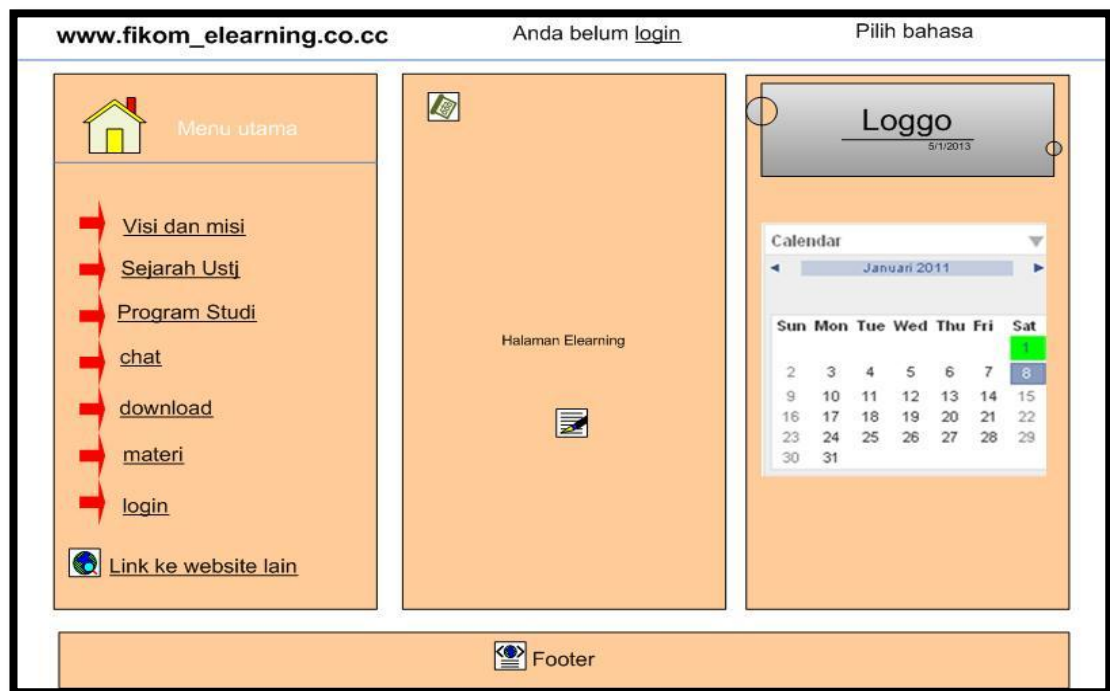 www.fikom_elearning.co.cc
Anda belum login
Pilih bahasa
Menu utama
Visi dan misi
Sejarah Ustj
Program Studi
chat
download
materi
login
Link ke website lain
Halaman Elearning
Loggo
5/1/2013
Calendar
Januari 2011
Sun Mon Tue Wed Thu Fri Sat
1
2 3 4 5 6 7 8
9 10 11 12 13 14 15
16 17 18 19 20 21 22
23 24 25 26 27 28 29
30 31
Footer